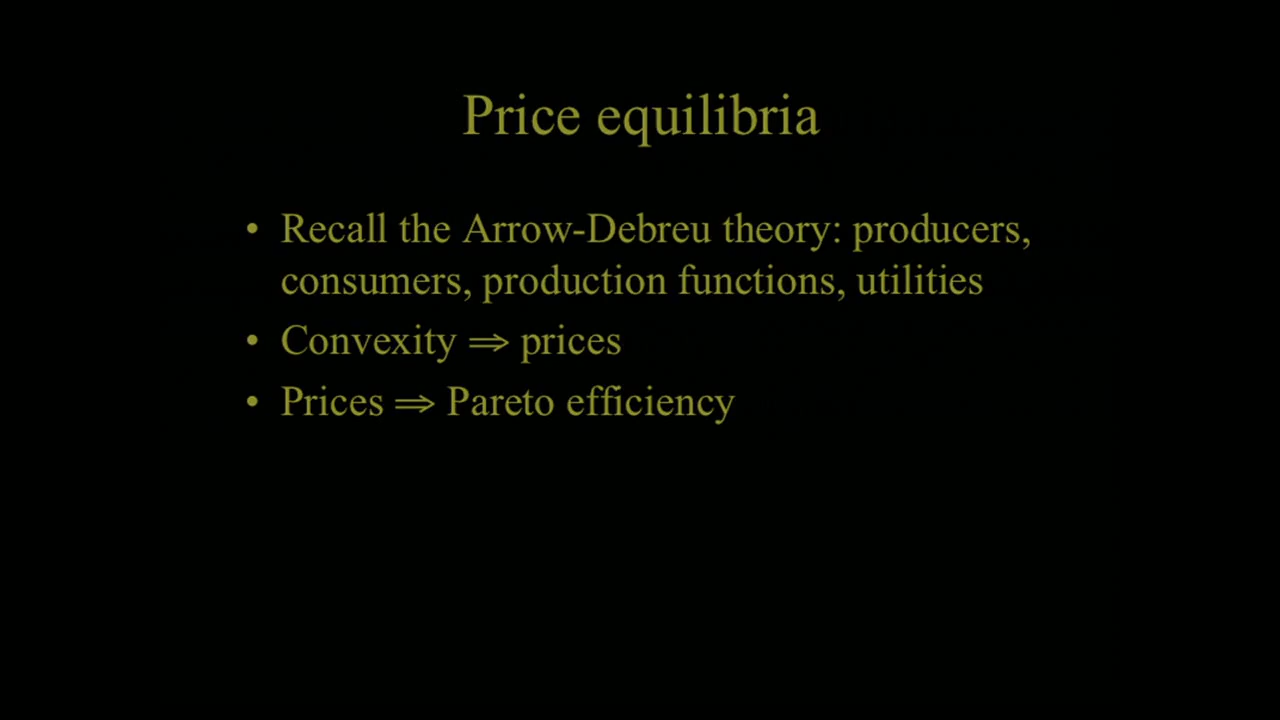 Price equilibria
• Recall the Arrow-Debreu theory: producers,
consumers, production functions, utilities
• Convexity ⇒ prices
• Prices ⇒ Pareto efficiency